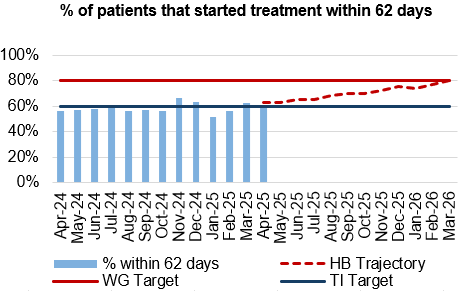 % of patients that started treatment within 62 days
100%
80%
60%
40%
20%
0%
Apr-24
May-24
Jun-24
Jul-24
Aug-24
Sep-24
Oct-24
Nov-24
Dec-24
Jan-25
Feb-25
Mar-25
Apr-25
May-25
Jun-25
Jul-25
Aug-25
Sep-25
Oct-25
Nov-25
Dec-25
Jan-26
Feb-26
Mar-26
% within 62 days
HB Trajectory
WG Target
TI Target